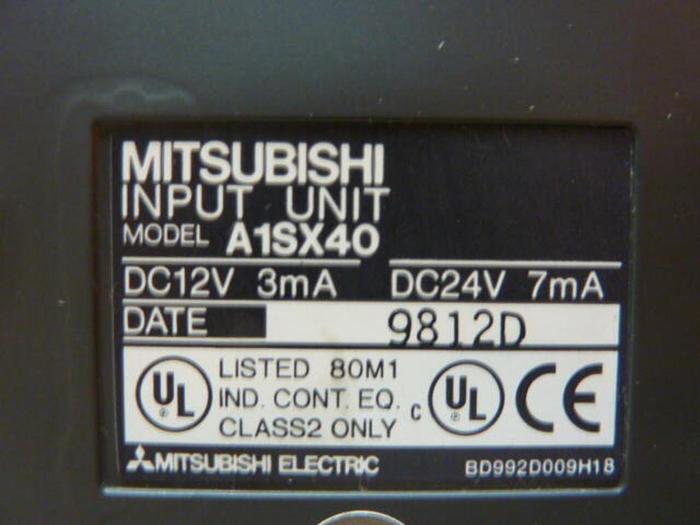 MITSUBISHI
INPUT UNIT
MODEL A1SX40
DC12V 3mA DC24V 7mA
DATE 9812D
UL LISTED 80M1 c UL CE
IND. CONT. EQ.
CLASS2 ONLY
MITSUBISHI ELECTRIC BD992D009H18